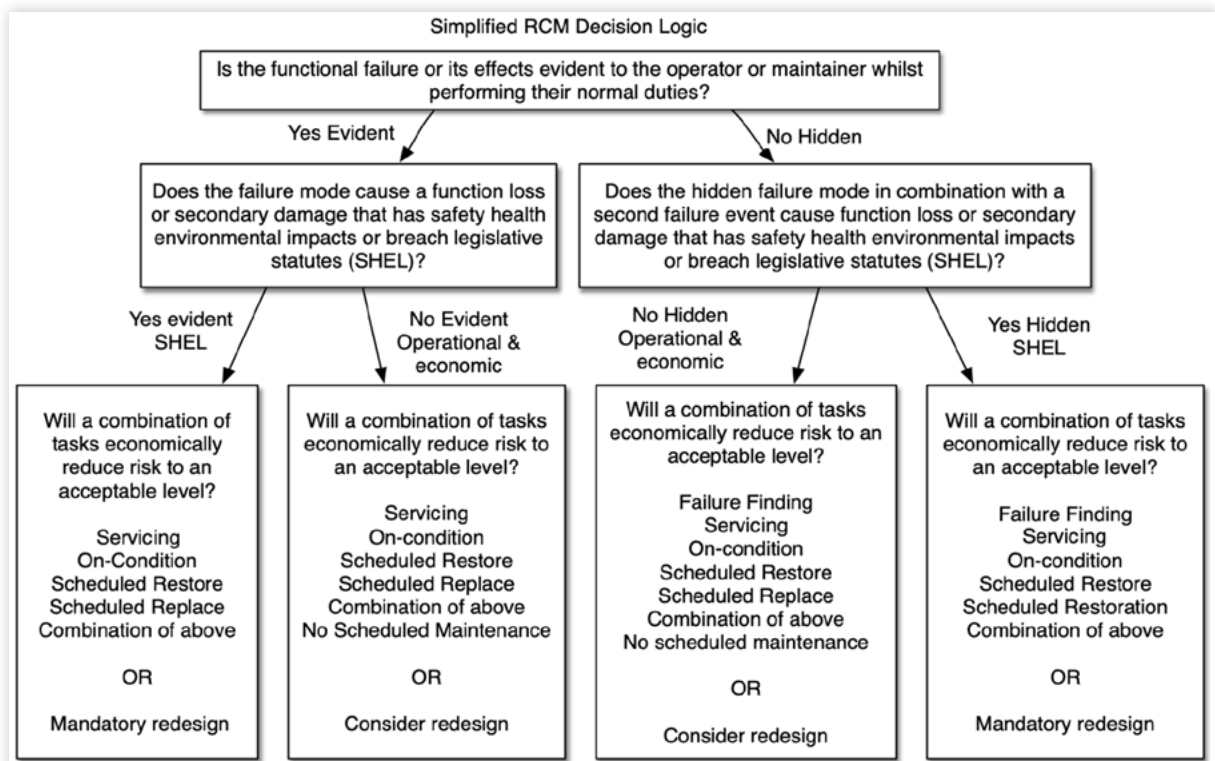 Simplified RCM Decision Logic
Is the functional failure or its effects evident to the operator or maintainer whilst
performing their normal duties?
Yes Evident
No Hidden
Does the failure mode cause a function loss
or secondary damage that has safety health
environmental impacts or breach legislative
statutes (SHEL)?
Does the hidden failure mode in combination with a
second failure event cause function loss or secondary
damage that has safety health environmental impacts
or breach legislative statutes (SHEL)?
Yes evident
SHEL
No Evident
Operational &
economic
No Hidden
Operational &
economic
Yes Hidden
SHEL
Will a combination of
tasks economically
reduce risk to an
acceptable level?
Servicing
On-Condition
Scheduled Restore
Scheduled Replace
Combination of above
OR
Mandatory redesign
Will a combination of tasks
economically reduce risk to
an acceptable level?
Servicing
On-condition
Scheduled Restore
Scheduled Replace
Combination of above
No Scheduled Maintenance
OR
Consider redesign
Will a combination of tasks
economically reduce risk to an
acceptable level?
Failure Finding
Servicing
On-condition
Scheduled Restore
Scheduled Replace
Combination of above
No scheduled maintenance
OR
Consider redesign
Will a combination of tasks
economically reduce risk to
an acceptable level?
Failure Finding
Servicing
On-condition
Scheduled Restore
Scheduled Restoration
Combination of above
OR
Mandatory redesign